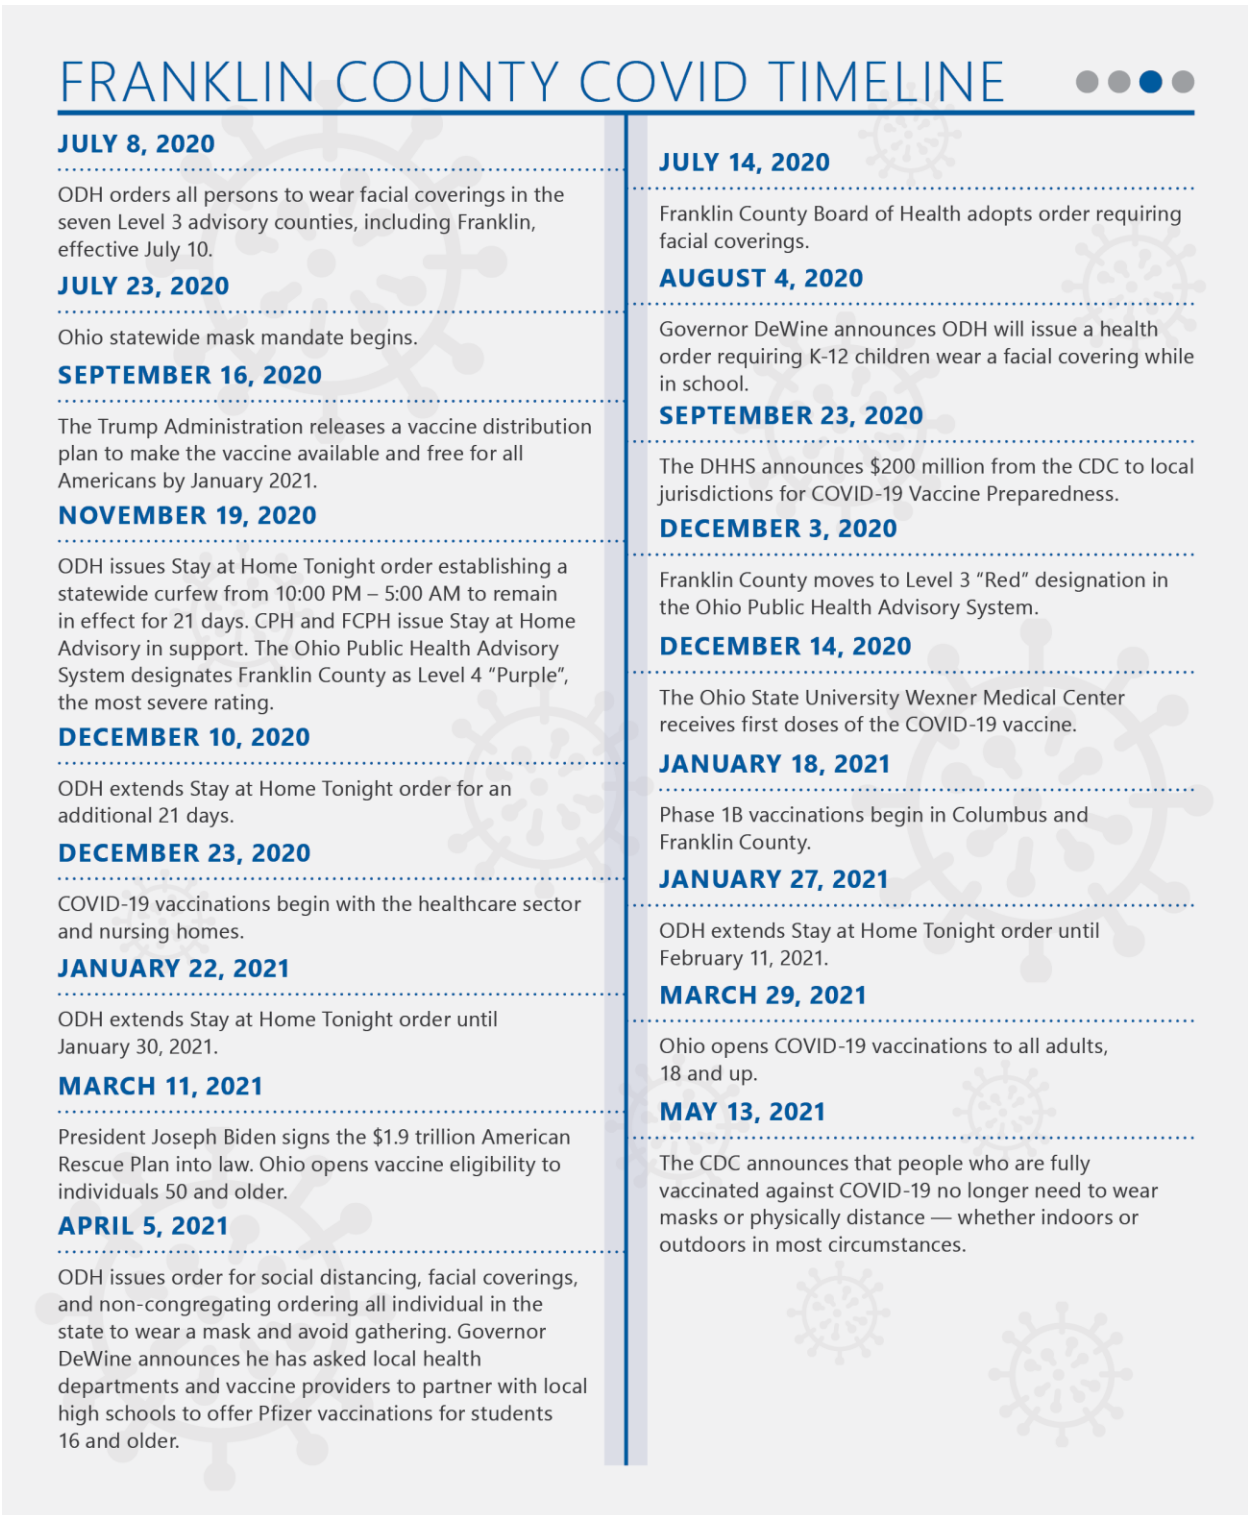 FRANKLIN COUNTY COVID TIMELINE
JULY 8, 2020
ODH orders all persons to wear facial coverings in the
seven Level 3 advisory counties, including Franklin,
effective July 10.
JULY 14, 2020
Franklin County Board of Health adopts order requiring
facial coverings.
JULY 23, 2020
Ohio statewide mask mandate begins.
AUGUST 4, 2020
Governor DeWine announces ODH will issue a health
order requiring K-12 children wear a facial covering while
in school.
SEPTEMBER 16, 2020
The Trump Administration releases a vaccine distribution
plan to make the vaccine available and free for all
Americans by January 2021.
SEPTEMBER 23, 2020
The DHHS announces $200 million from the CDC to local
jurisdictions for COVID-19 Vaccine Preparedness.
NOVEMBER 19, 2020
ODH issues Stay at Home Tonight order establishing a
statewide curfew from 10:00 PM – 5:00 AM to remain
in effect for 21 days. CPH and FCPH issue Stay at Home
Advisory in support. The Ohio Public Health Advisory
System designates Franklin County as Level 4 “Purple”,
the most severe rating.
DECEMBER 3, 2020
Franklin County moves to Level 3 “Red” designation in
the Ohio Public Health Advisory System.
DECEMBER 10, 2020
ODH extends Stay at Home Tonight order for an
additional 21 days.
DECEMBER 14, 2020
The Ohio State University Wexner Medical Center
receives first doses of the COVID-19 vaccine.
DECEMBER 23, 2020
COVID-19 vaccinations begin with the healthcare sector
and nursing homes.
JANUARY 18, 2021
Phase 1B vaccinations begin in Columbus and
Franklin County.
JANUARY 22, 2021
ODH extends Stay at Home Tonight order until
January 30, 2021.
JANUARY 27, 2021
ODH extends Stay at Home Tonight order until
February 11, 2021.
MARCH 11, 2021
President Joseph Biden signs the $1.9 trillion American
Rescue Plan into law. Ohio opens vaccine eligibility to
individuals 50 and older.
MARCH 29, 2021
Ohio opens COVID-19 vaccinations to all adults,
18 and up.
APRIL 5, 2021
ODH issues order for social distancing, facial coverings,
and non-congregating ordering all individual in the
state to wear a mask and avoid gathering. Governor
DeWine announces he has asked local health
departments and vaccine providers to partner with local
high schools to offer Pfizer vaccinations for students
16 and older.
MAY 13, 2021
The CDC announces that people who are fully
vaccinated against COVID-19 no longer need to wear
masks or physically distance — whether indoors or
outdoors in most circumstances.